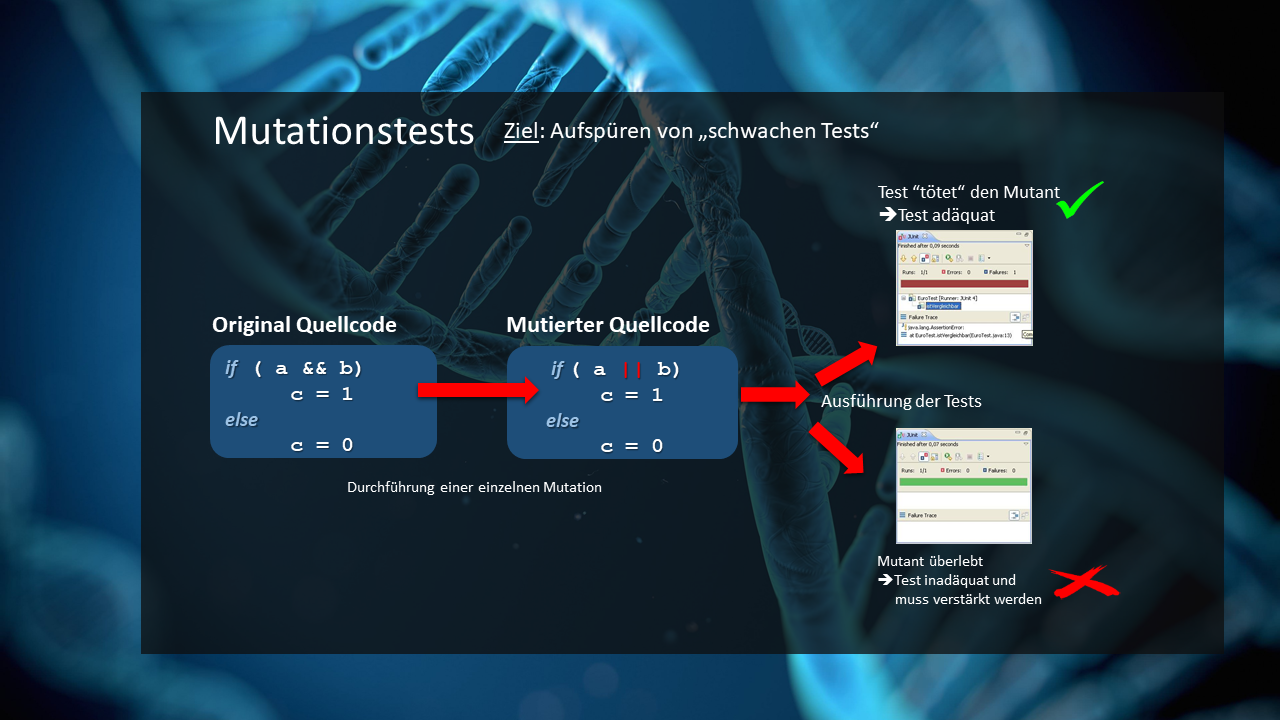 Mutationstests
Ziel: Aufspüren von „schwachen Tests“
Test “tötet“ den Mutant
➔Test adäquat
JUnit
Finished after 0,09 seconds
Runs: 1/1 Errors: 0 Failures: 1
EuroTest [Runner: JUnit 4]
istVergleichbar
Failure Trace
java.lang.AssertionError:
at EuroTest.istVergleichbar(EuroTest.java:13)
Original Quellcode
if ( a && b)
c = 1
else
c = 0
Mutierter Quellcode
if ( a || b)
c = 1
else
c = 0
Durchführung einer einzelnen Mutation
Ausführung der Tests
JUnit
Finished after 0,07 seconds
Runs: 1/1 Errors: 0 Failures: 0
Failure Trace
Mutant überlebt
➔Test inadäquat und
muss verstärkt werden